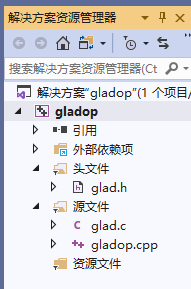 解决方案资源管理器
搜索解决方案资源管理器(Ct
解决方案"gladop"(1 个项目/
gladop
引用
外部依赖项
头文件
glad.h
源文件
glad.c
gladop.cpp
资源文件